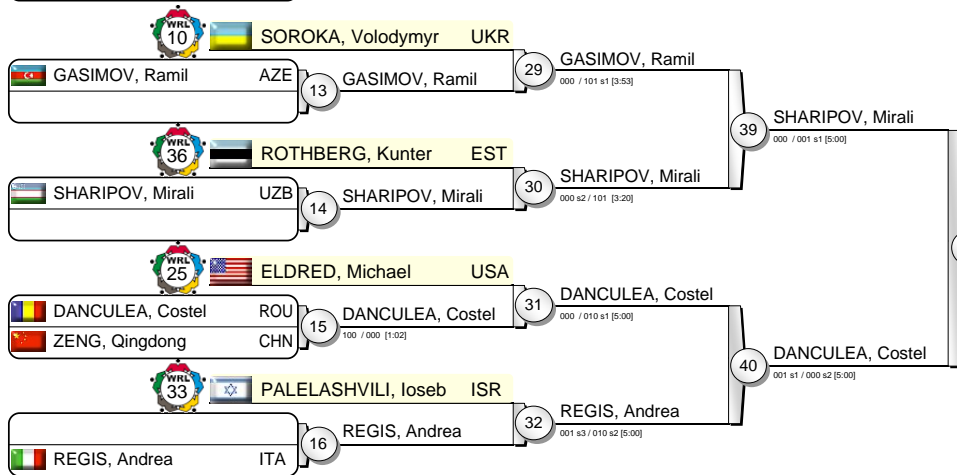 WRL
10
SOROKA, Volodymyr UKR
GASIMOV, Ramil AZE
13
GASIMOV, Ramil
29
GASIMOV, Ramil
000 / 101 s1 [3:53]
39
SHARIPOV, Mirali
000 / 001 s1 [5:00]
WRL
36
ROTHBERG, Kunter EST
SHARIPOV, Mirali UZB
14
SHARIPOV, Mirali
30
SHARIPOV, Mirali
000 s2 / 101 [3:20]
WRL
25
ELDRED, Michael USA
DANCULEA, Costel ROU
ZENG, Qingdong CHN
15
DANCULEA, Costel
100 / 000 [1:02]
31
DANCULEA, Costel
000 / 010 s1 [5:00]
40
DANCULEA, Costel
001 s1 / 000 s2 [5:00]
WRL
33
PALELASHVILI, Ioseb ISR
16
REGIS, Andrea
REGIS, Andrea ITA
32
REGIS, Andrea
001 s3 / 010 s2 [5:00]